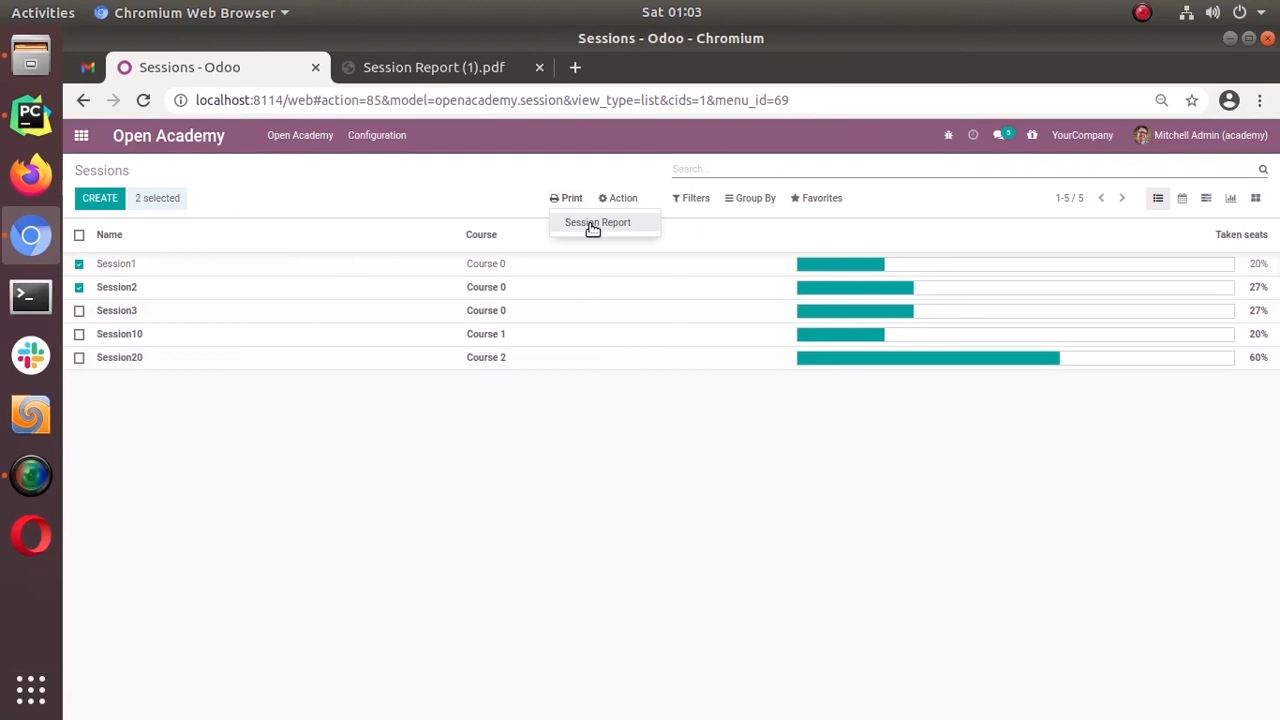 Activities Chromium Web Browser Sat 01:03
Sessions - Odoo - Chromium
Sessions - Odoo Session Report (1).pdf
localhost:8114/web#action=85&model=openacademy.session&view_type=list&cids=1&menu_id=69
Open Academy Open Academy Configuration 5 YourCompany Mitchell Admin (academy)
Sessions Search...
CREATE 2 selected Print Action Filters Group By Favorites 1-5 / 5
Session Report
Name Course Taken seats
Session1 Course 0 20%
Session2 Course 0 27%
Session3 Course 0 27%
Session10 Course 1 20%
Session20 Course 2 60%
PC